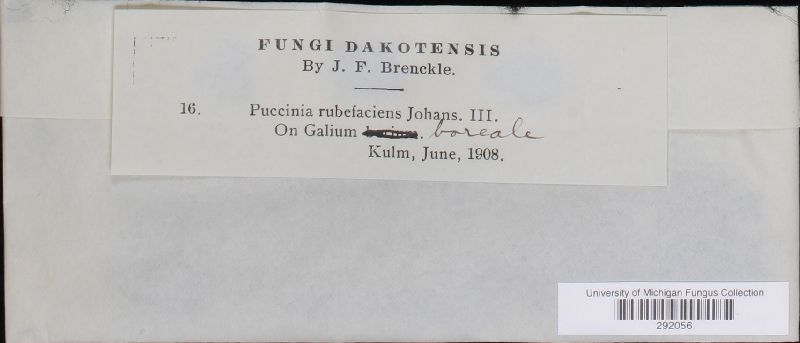 FUNGI DAKOTENSIS
By J. F. Brenckle.
16. Puccinia rubefaciens Johans. III.
On Galium boreale
Kulm, June, 1908.
University of Michigan Fungus Collection
292056